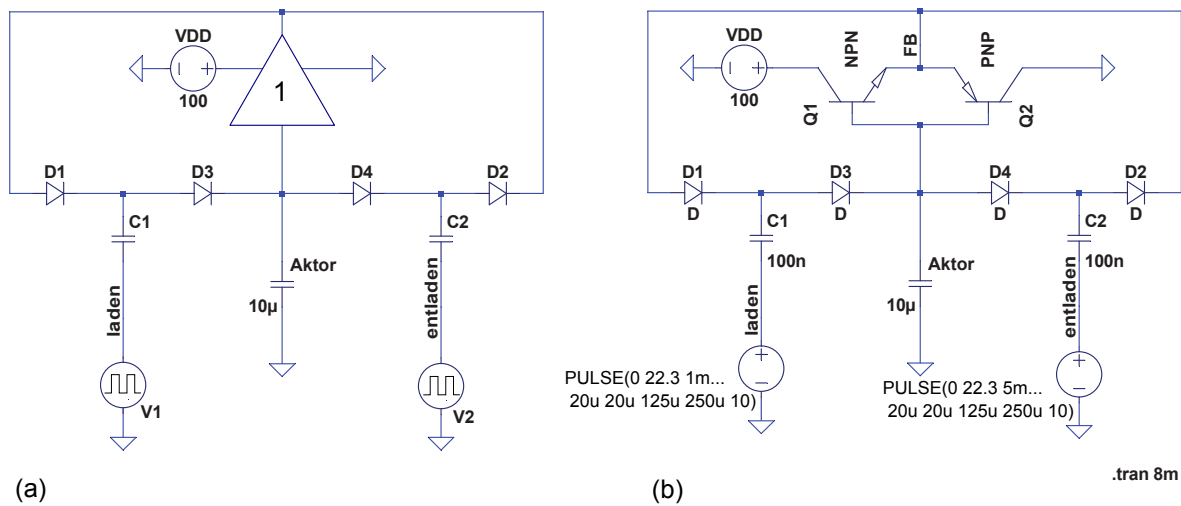 VDD
100
1
D1
D3
D4
D2
C1
C2
laden
Aktor
10µ
entladen
V1
V2
(a)
VDD
100
NPN
FB
PNP
Q1
Q2
D1
D
D3
D
D4
D
D2
D
C1
100n
C2
100n
laden
Aktor
10µ
entladen
PULSE(0 22.3 1m...
20u 20u 125u 250u 10)
PULSE(0 22.3 5m...
20u 20u 125u 250u 10)
.tran 8m
(b)